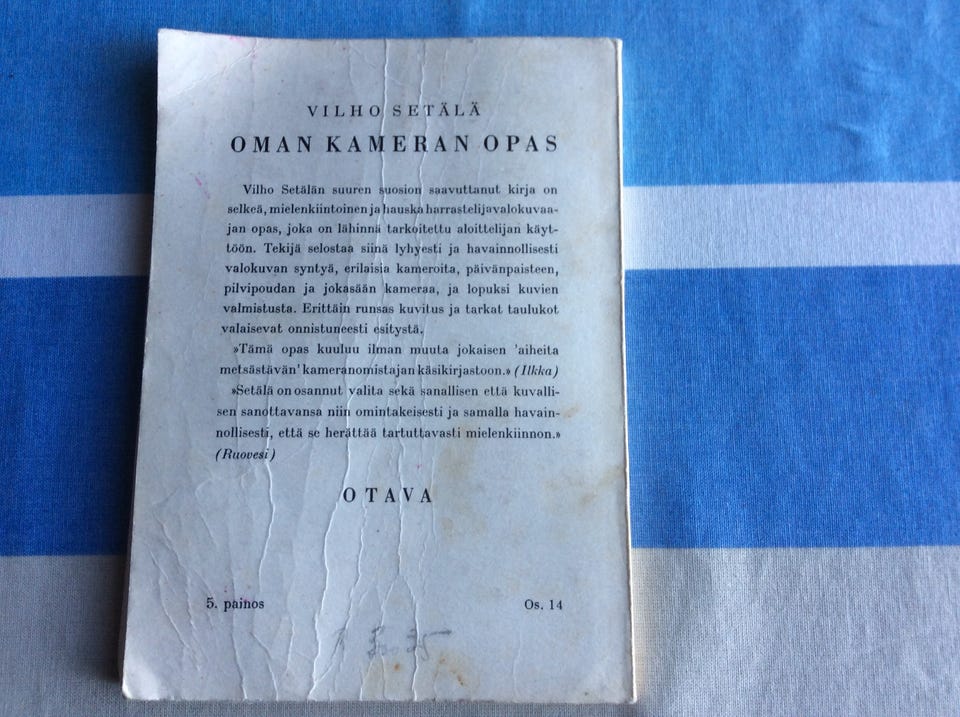 VILHO SETÄLÄ
OMAN KAMERAN OPAS
Vilho Setälän suuren suosion saavuttanut kirja on
selkeä, mielenkiintoinen ja hauska harrastelijavalokuvaa-
jan opas, joka on lähinnä tarkoitettu aloittelijan käyt-
töön. Tekijä selostaa siinä lyhyesti ja havainnollisesti
valokuvan syntyä, erilaisia kameroita, päivänpaisteen,
pilvipoudan ja jokasään kameraa, ja lopuksi kuvien
valmistusta. Erittäin runsas kuvitus ja tarkat taulukot
valaisevat onnistuneesti esitystä.
»Tämä opas kuuluu ilman muuta jokaisen 'aiheita
metsästävän' kameranomistajan käsikirjastoon.» (Ilkka)
»Setälä on osannut valita sekä sanallisen että kuvalli-
sen sanottavansa niin omintakeisesti ja samalla havain-
nollisesti, että se herättää tartuttavasti mielenkiinnon.»
(Ruovesi)
OTAVA
5. painos Os. 14